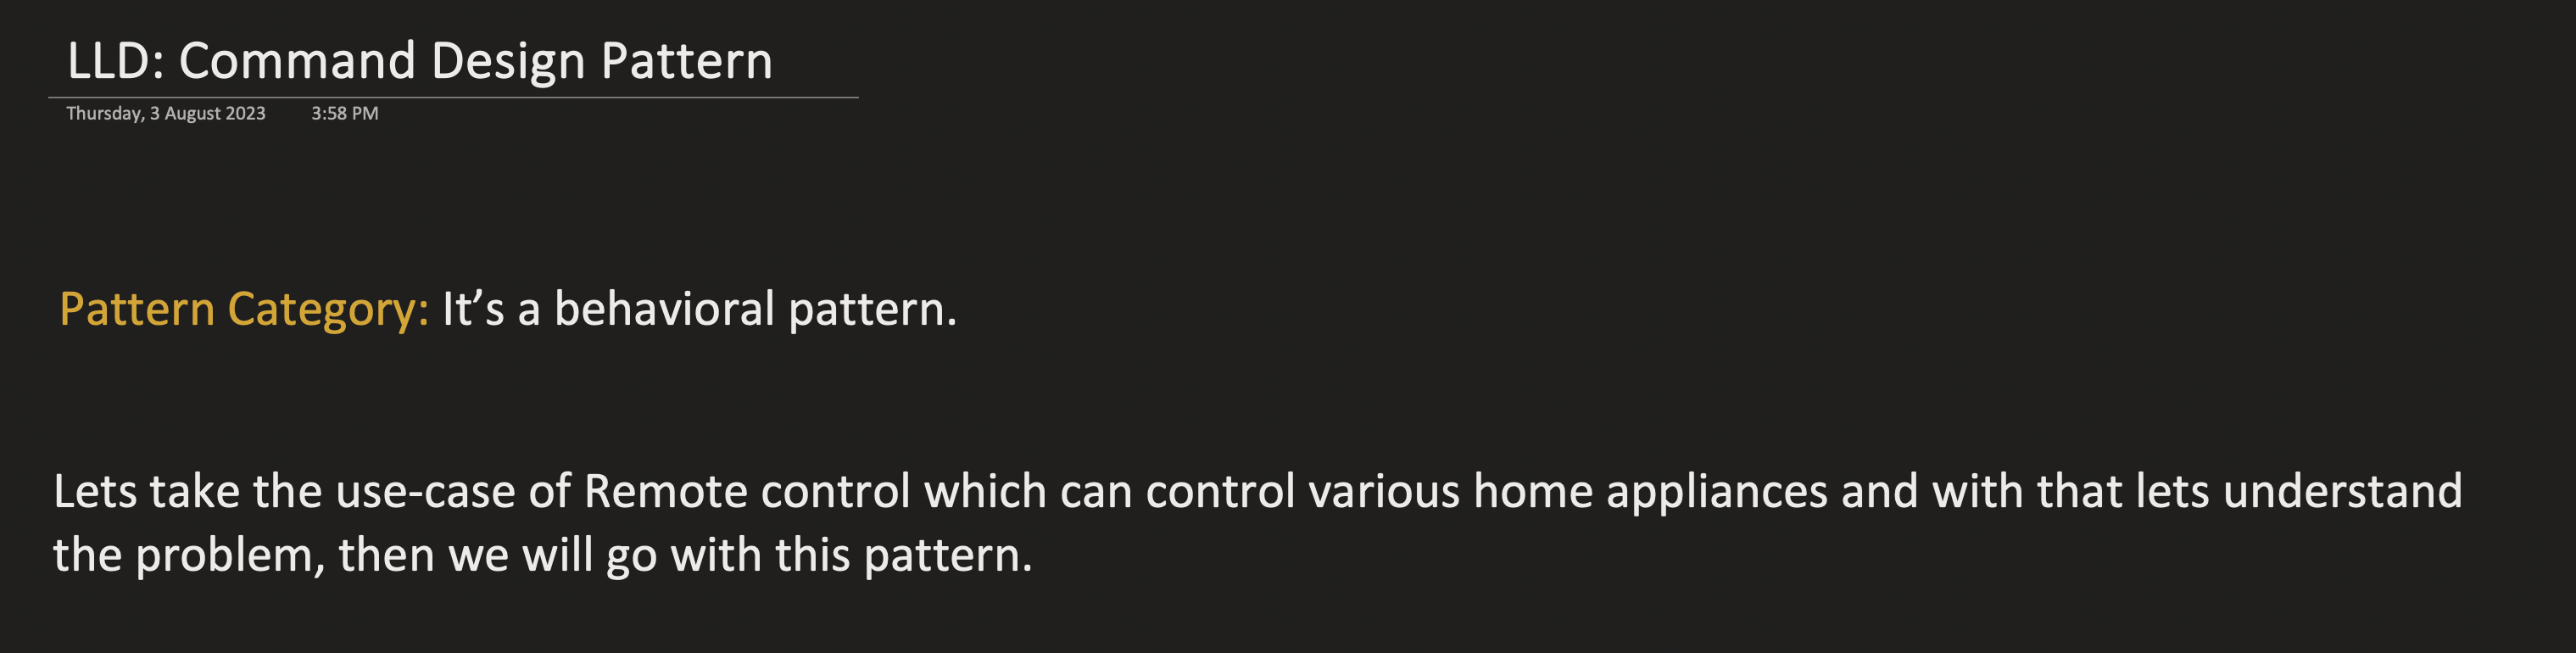 LLD: Command Design Pattern
Thursday, 3 August 2023 3:58 PM
Pattern Category: It’s a behavioral pattern.
Lets take the use-case of Remote control which can control various home appliances and with that lets understand
the problem, then we will go with this pattern.